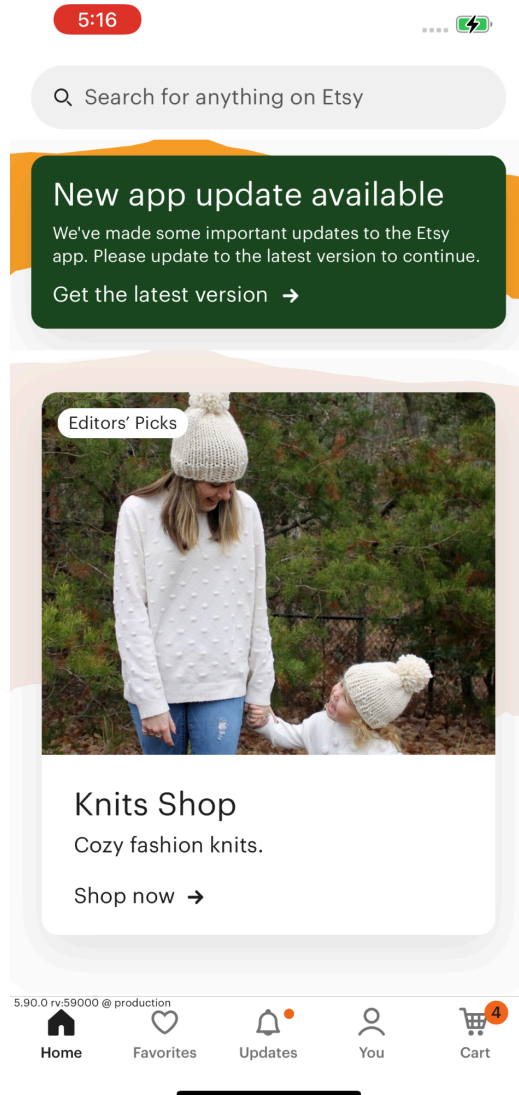 5:16
Search for anything on Etsy
New app update available
We've made some important updates to the Etsy
app. Please update to the latest version to continue.
Get the latest version →
Editors’ Picks
Knits Shop
Cozy fashion knits.
Shop now →
5.90.0 rv:59000 @ production
4
Home Favorites Updates You Cart